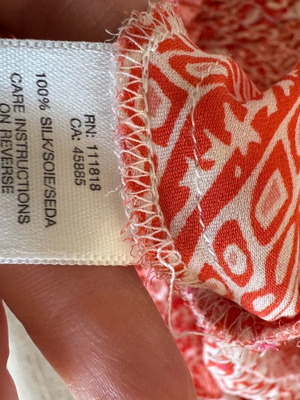 RN: 111818
CA: 45885
100% SILK/SOIE/SEDA
CARE INSTRUCTIONS
ON REVERSE